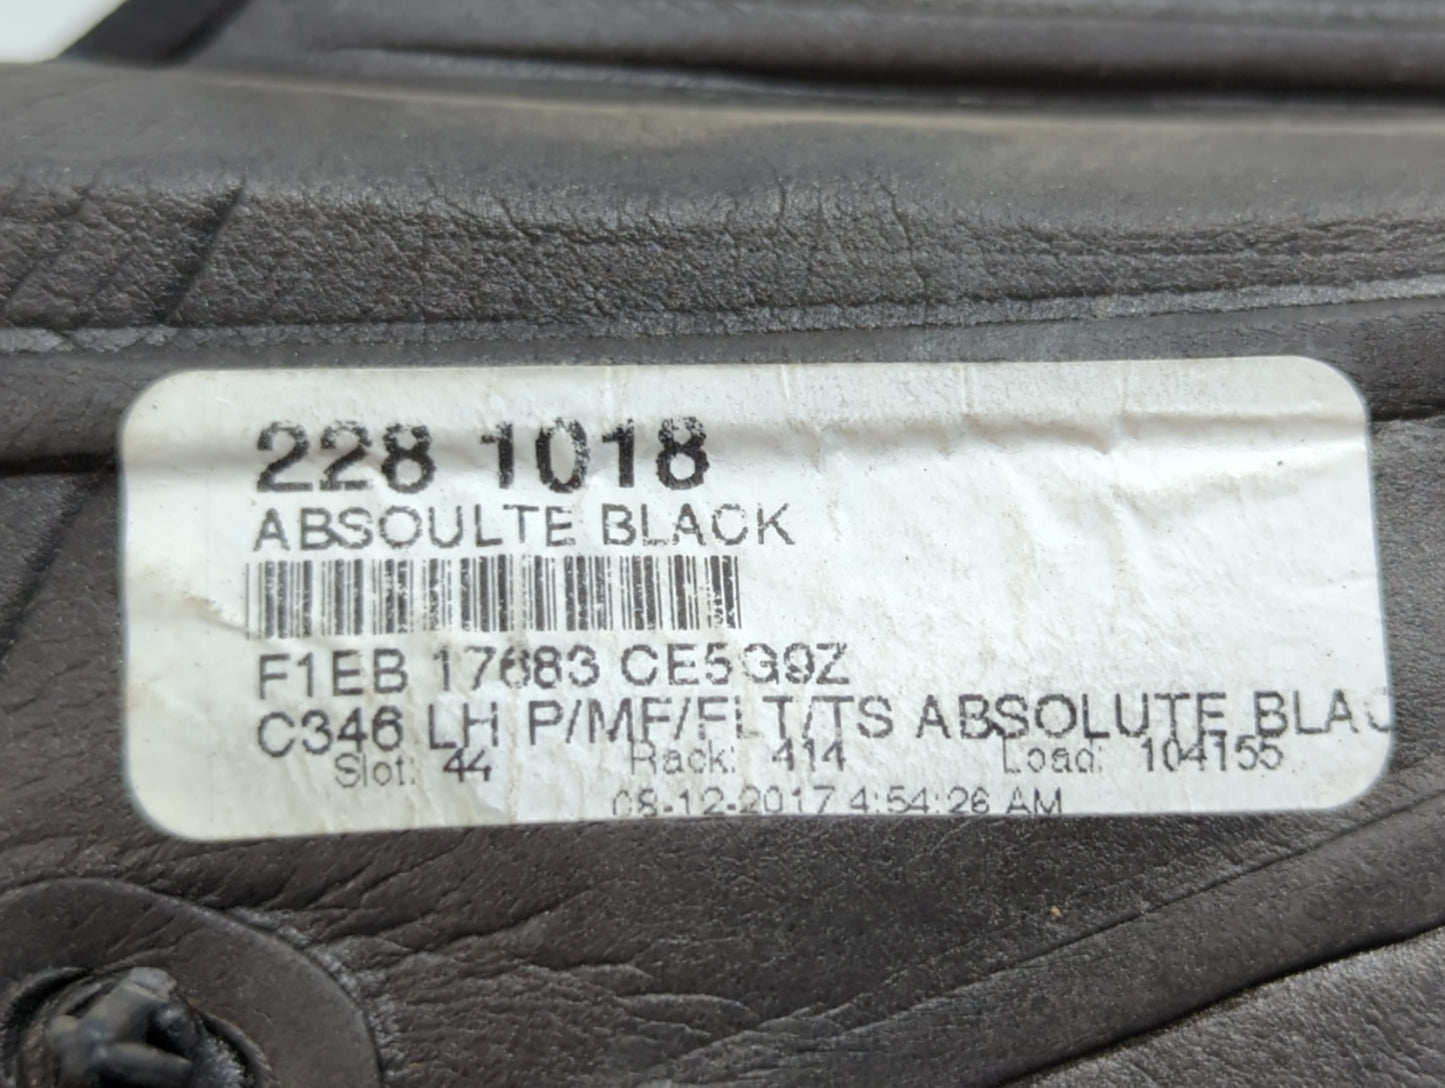 228 1018
ABSOULTE BLACK
F1EB 17683 CE5G9Z
C346 LH P/MF/FLT/TS ABSOLUTE BLAC
Slot: 44 Rack: 414 Load: 104155
08-12-2017 4:54:26 AM